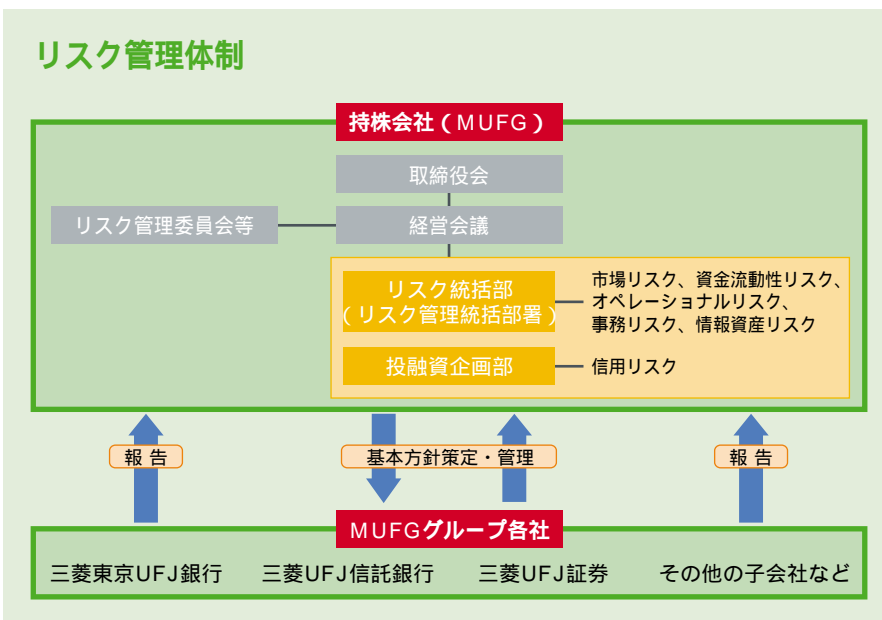 リスク管理体制
持株会社（MUFG）
取締役会
リスク管理委員会等
経営会議
リスク統括部
（リスク管理統括部署）
市場リスク、資金流動性リスク、
オペレーショナルリスク、
事務リスク、情報資産リスク
投融資企画部
信用リスク
報告
基本方針策定・管理
報告
MUFGグループ各社
三菱東京UFJ銀行
三菱UFJ信託銀行
三菱UFJ証券
その他の子会社など